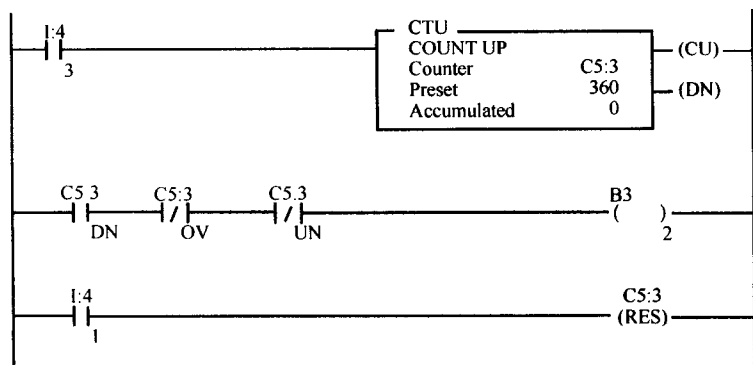 I:4
3
CTU
COUNT UP
Counter C5:3
Preset 360
Accumulated 0
(CU)
(DN)
C5:3
DN
C5:3
OV
C5:3
UN
B3
( )
2
I:4
1
C5:3
(RES)